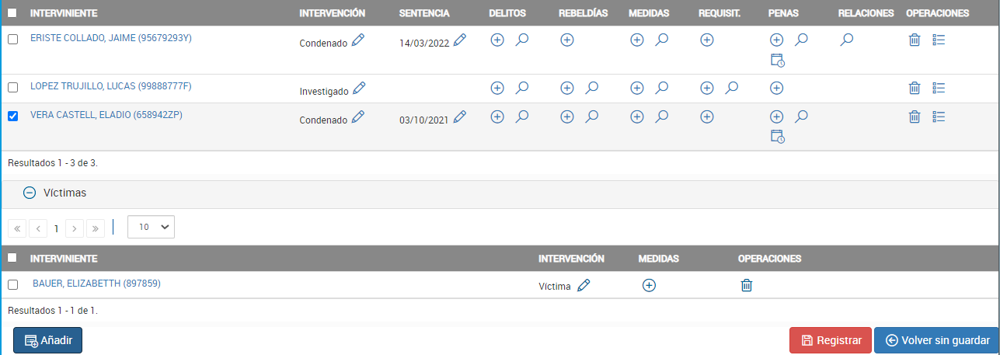 INTERVINIENTE INTERVENCIÓN SENTENCIA DELITOS REBELDÍAS MEDIDAS REQUISIT. PENAS RELACIONES OPERACIONES
ERISTE COLLADO, JAIME (95679293Y) Condenado 14/03/2022
LOPEZ TRUJILLO, LUCAS (99888777F) Investigado
VERA CASTELL, ELADIO (658942ZP) Condenado 03/10/2021
Resultados 1 - 3 de 3.
Víctimas
« ‹ 1 › » 10
INTERVINIENTE INTERVENCIÓN MEDIDAS OPERACIONES
BAUER, ELIZABETTH (897859) Víctima
Resultados 1 - 1 de 1.
Añadir Registrar Volver sin guardar